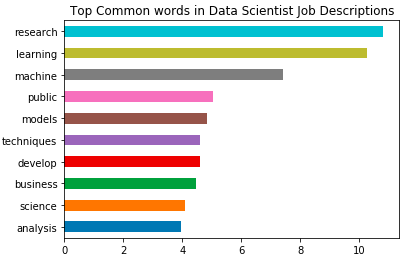 Top Common words in Data Scientist Job Descriptions
research
learning
machine
public
models
techniques
develop
business
science
analysis
0 2 4 6 8 10